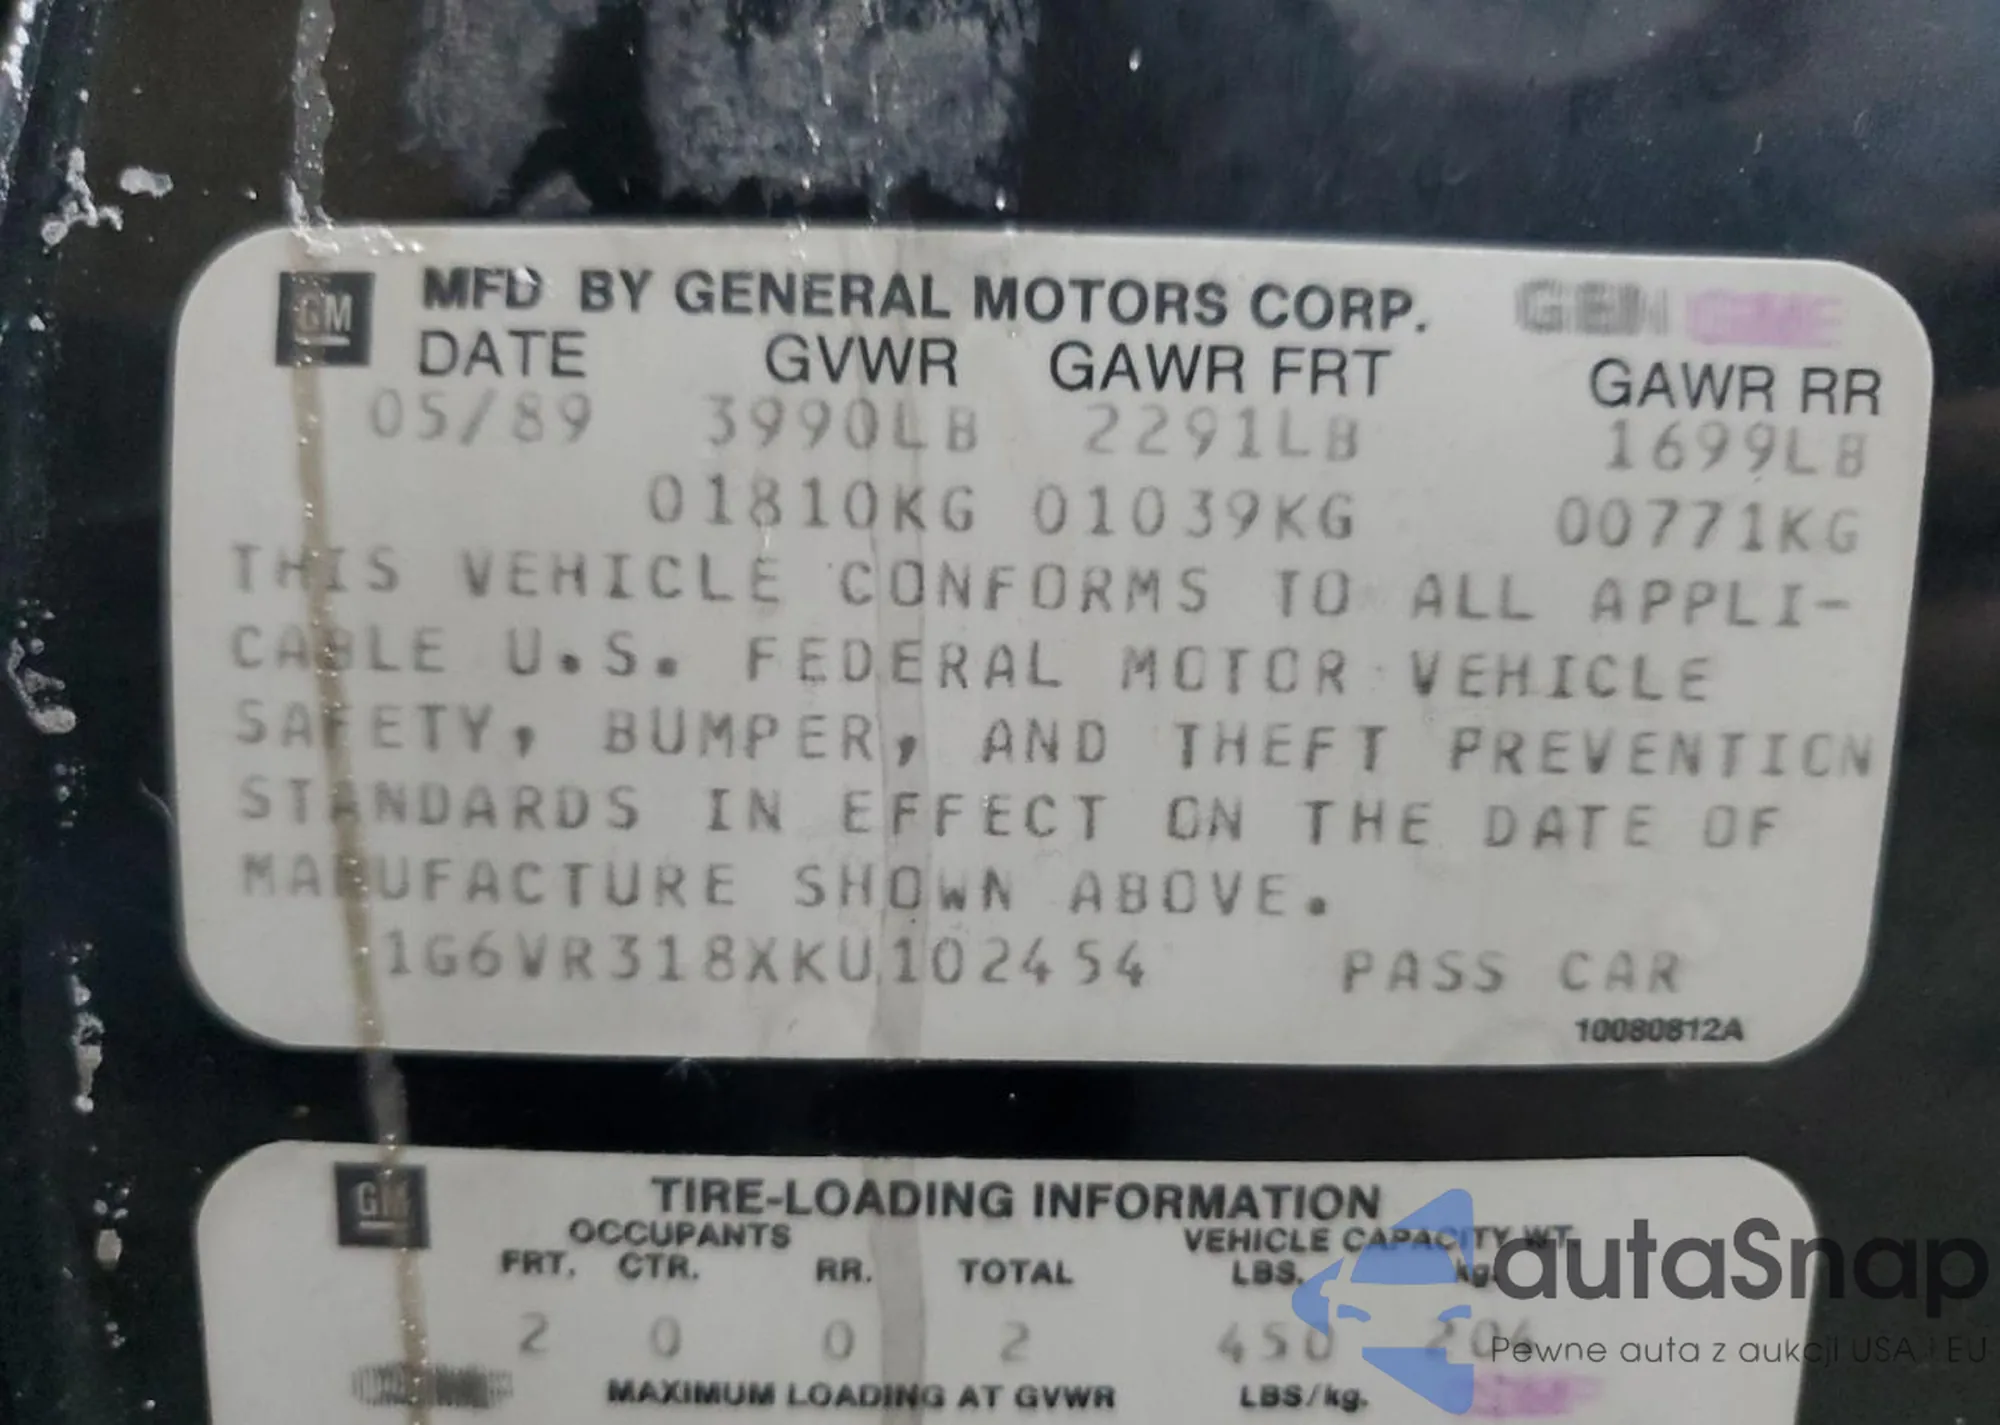 GM MFD BY GENERAL MOTORS CORP. GEN
DATE GVWR GAWR FRT GAWR RR
05/89 3990LB 2291LB 1699LB
01810KG 01039KG 00771KG
THIS VEHICLE CONFORMS TO ALL APPLI-
CABLE U.S. FEDERAL MOTOR VEHICLE
SAFETY, BUMPER, AND THEFT PREVENTION
STANDARDS IN EFFECT ON THE DATE OF
MANUFACTURE SHOWN ABOVE.
1G6VR318XKU102454 PASS CAR
10080812A
GM TIRE-LOADING INFORMATION
OCCUPANTS VEHICLE CAPACITY WT.
FRT. CTR. RR. TOTAL LBS. kg.
2 0 0 2 450 204
MAXIMUM LOADING AT GVWR LBS/kg.
autaSnap
Pewne auta z aukcji USA i EU